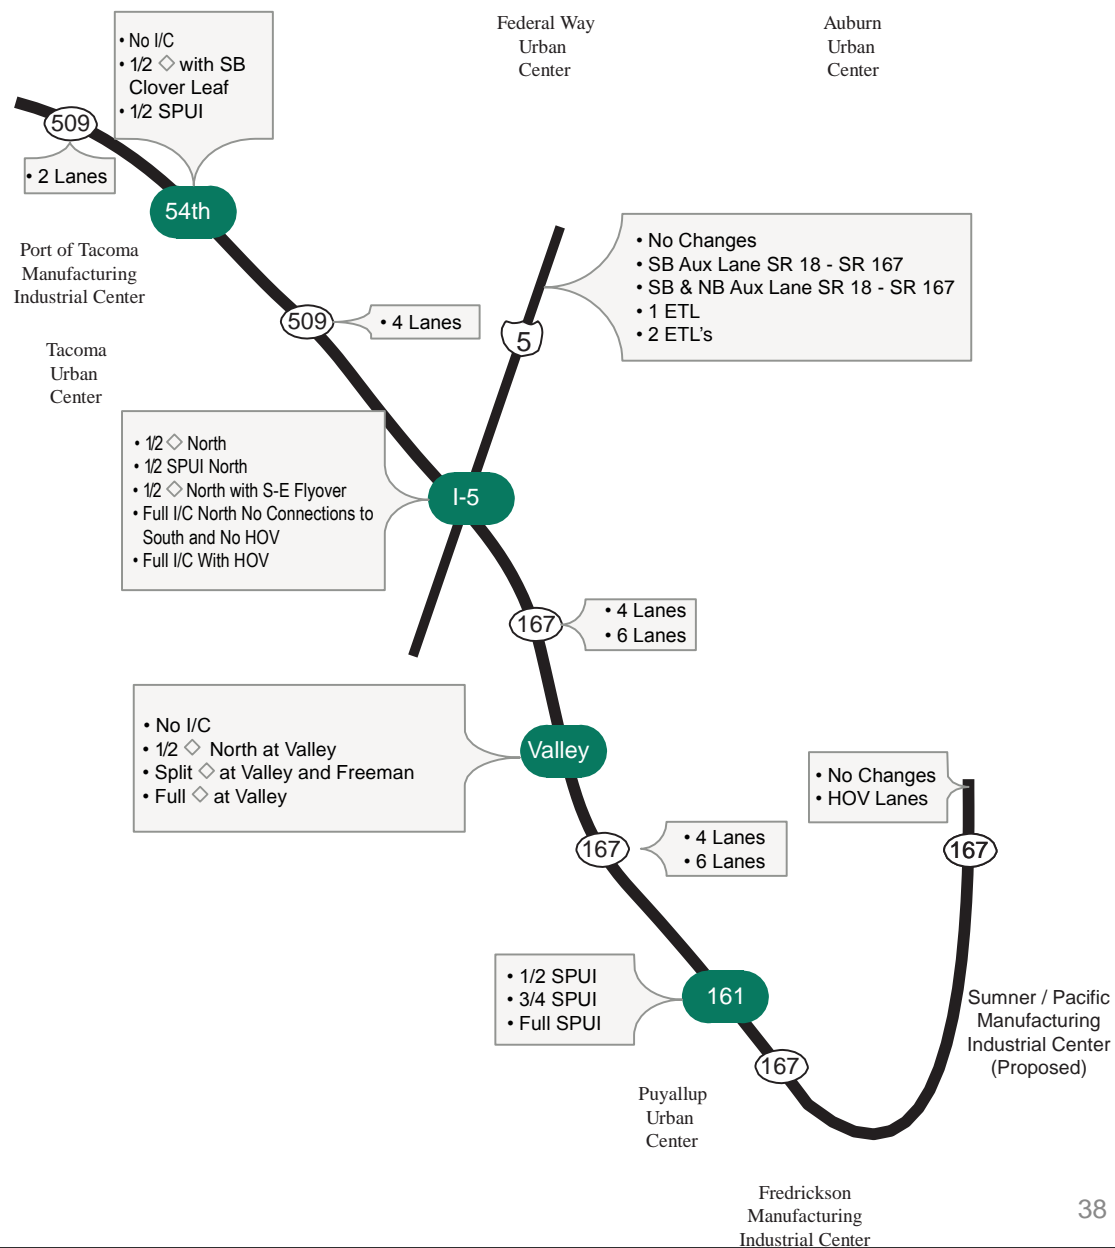 Federal Way
Urban
Center
Auburn
Urban
Center
• No I/C
• 1/2 ◇ with SB
Clover Leaf
• 1/2 SPUI
509
• 2 Lanes
54th
Port of Tacoma
Manufacturing
Industrial Center
• No Changes
• SB Aux Lane SR 18 - SR 167
• SB & NB Aux Lane SR 18 - SR 167
• 1 ETL
• 2 ETL's
509
• 4 Lanes
5
Tacoma
Urban
Center
• 1/2 ◇ North
• 1/2 SPUI North
• 1/2 ◇ North with S-E Flyover
• Full I/C North No Connections to
South and No HOV
• Full I/C With HOV
I-5
167
• 4 Lanes
• 6 Lanes
• No I/C
• 1/2 ◇ North at Valley
• Split ◇ at Valley and Freeman
• Full ◇ at Valley
Valley
• No Changes
• HOV Lanes
167
167
• 4 Lanes
• 6 Lanes
• 1/2 SPUI
• 3/4 SPUI
• Full SPUI
161
Sumner / Pacific
Manufacturing
Industrial Center
(Proposed)
167
Puyallup
Urban
Center
Fredrickson
Manufacturing
Industrial Center
38